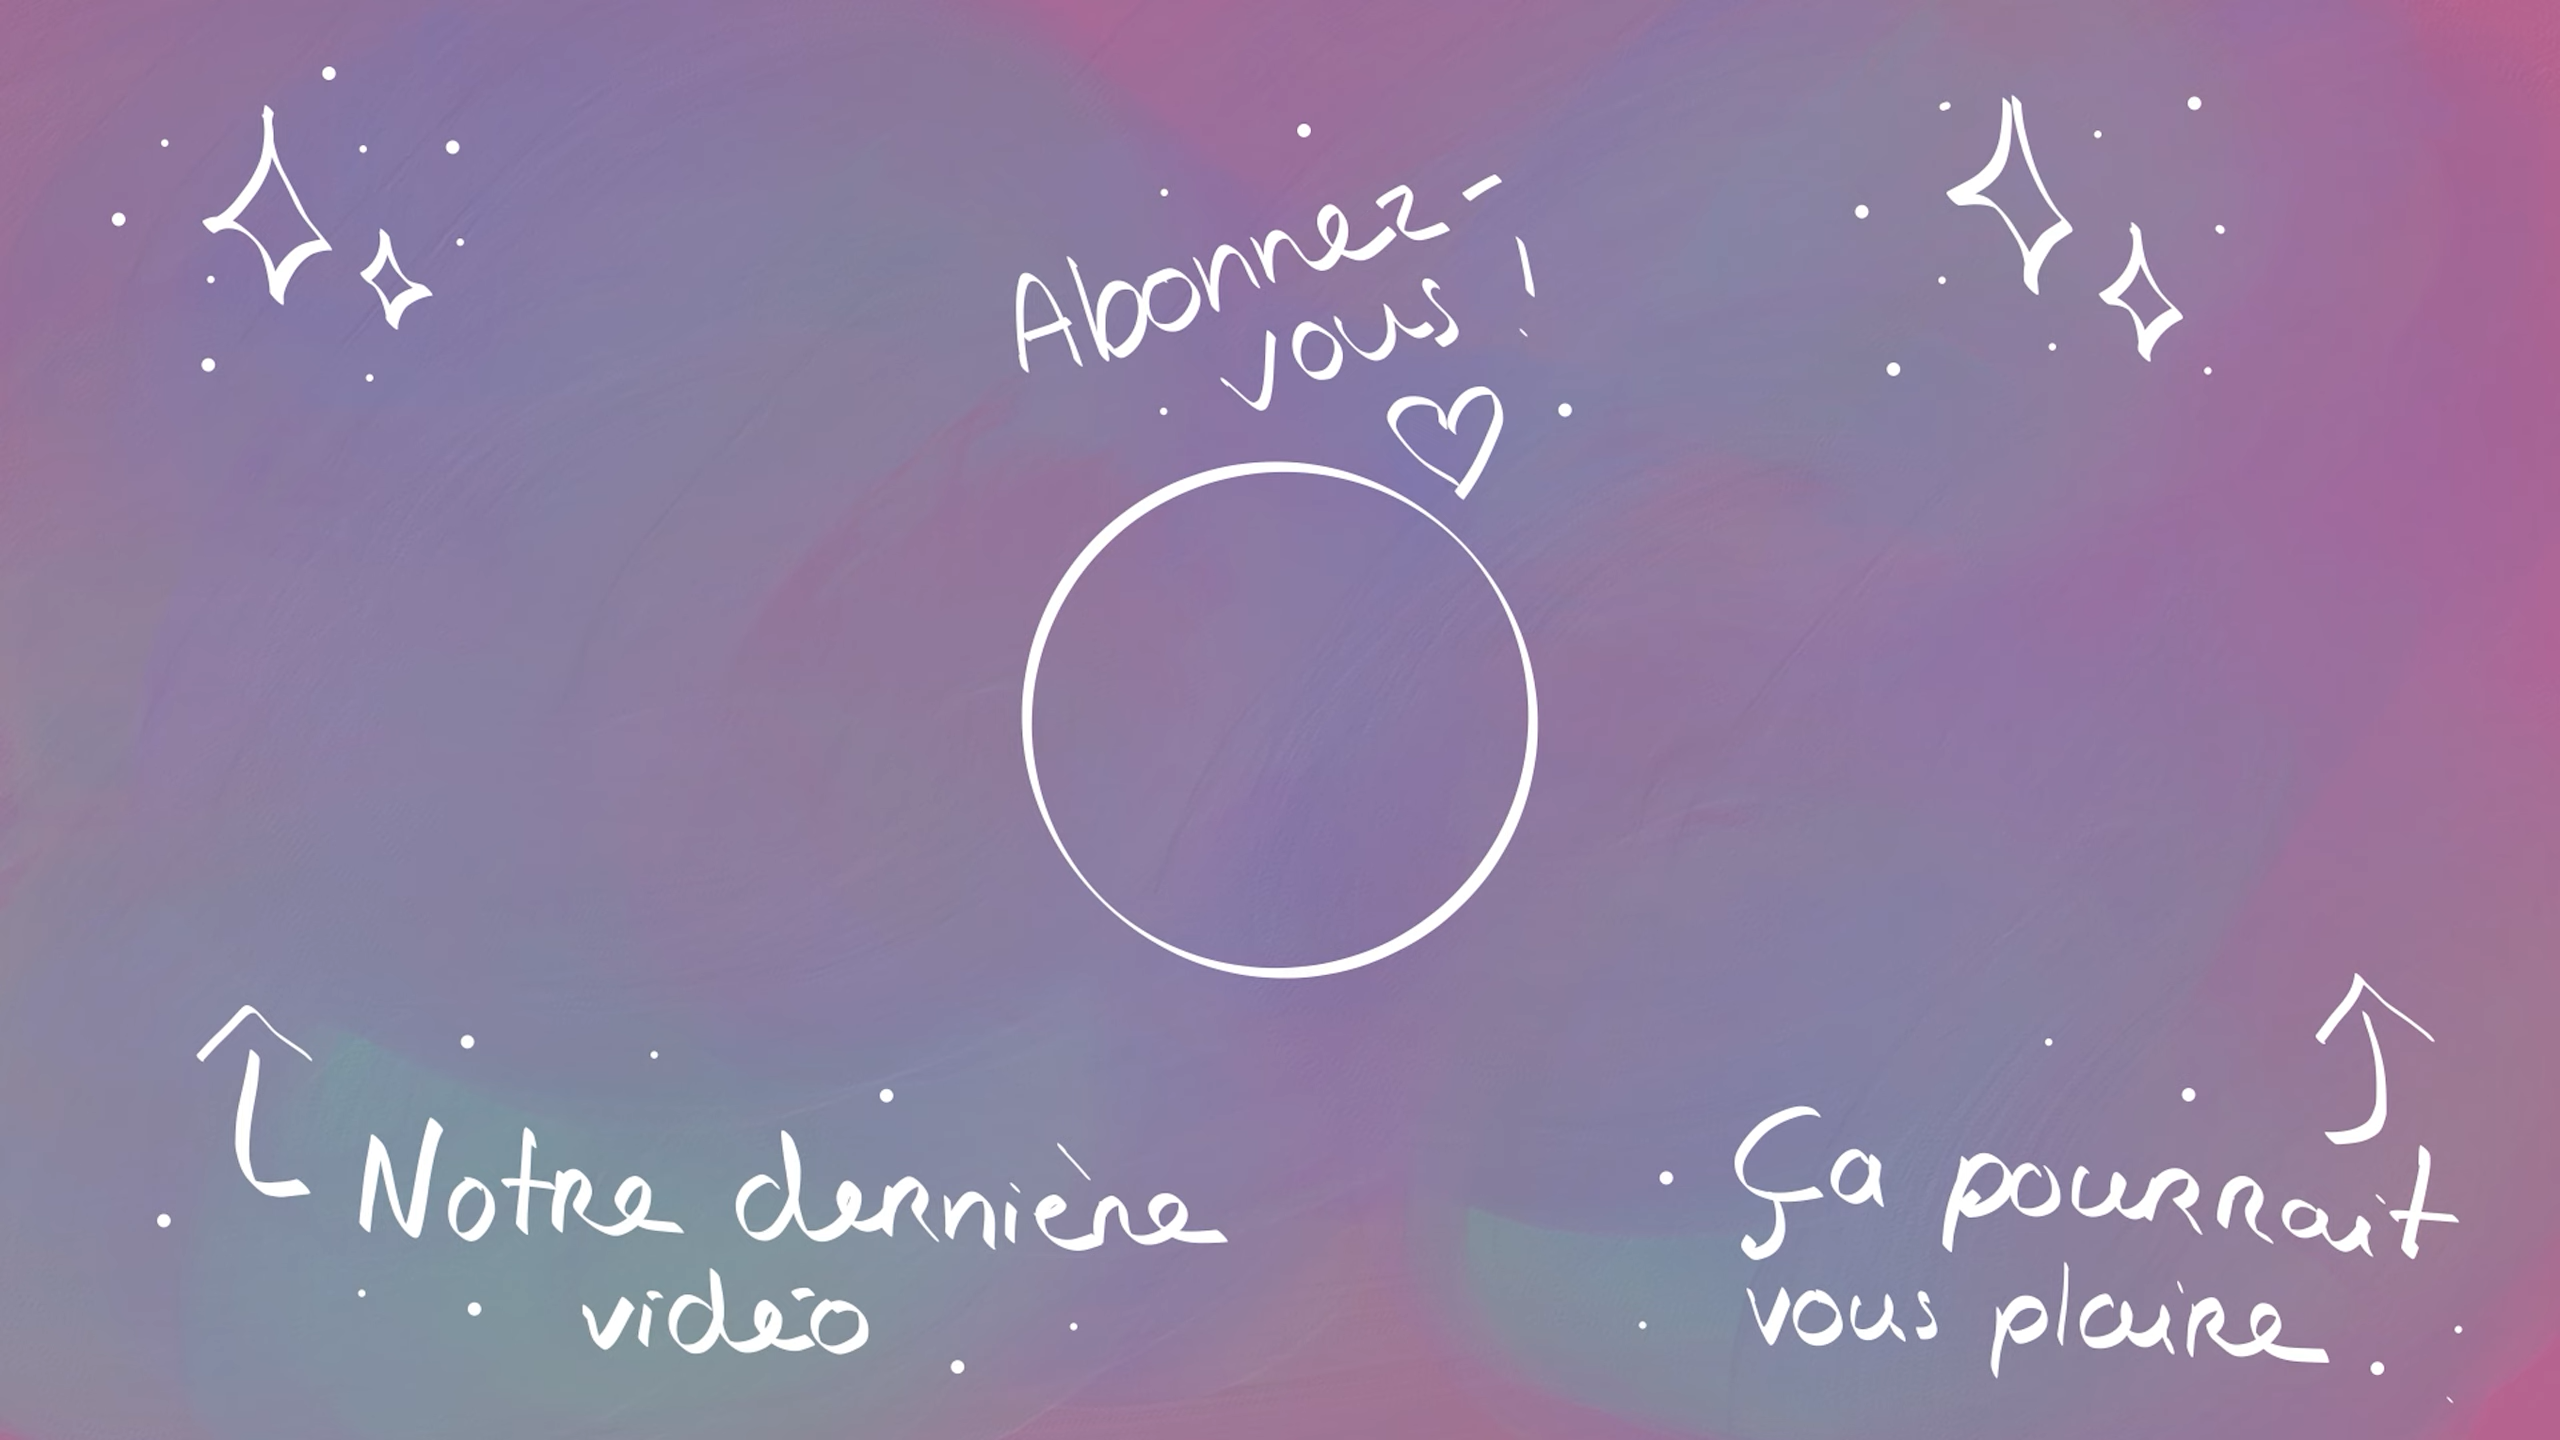 Abonnez-
vous !
Notre dernière
vidéo
Ça pourrait
vous plaire